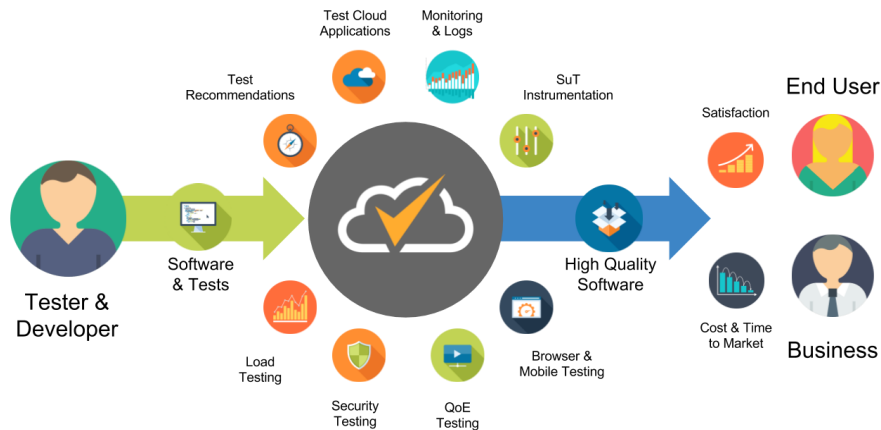 Test Cloud
Applications
Monitoring
& Logs
Test
Recommendations
SuT
Instrumentation
End User
Satisfaction
Software
& Tests
High Quality
Software
Tester &
Developer
Load
Testing
Security
Testing
QoE
Testing
Browser &
Mobile Testing
Cost & Time
to Market
Business